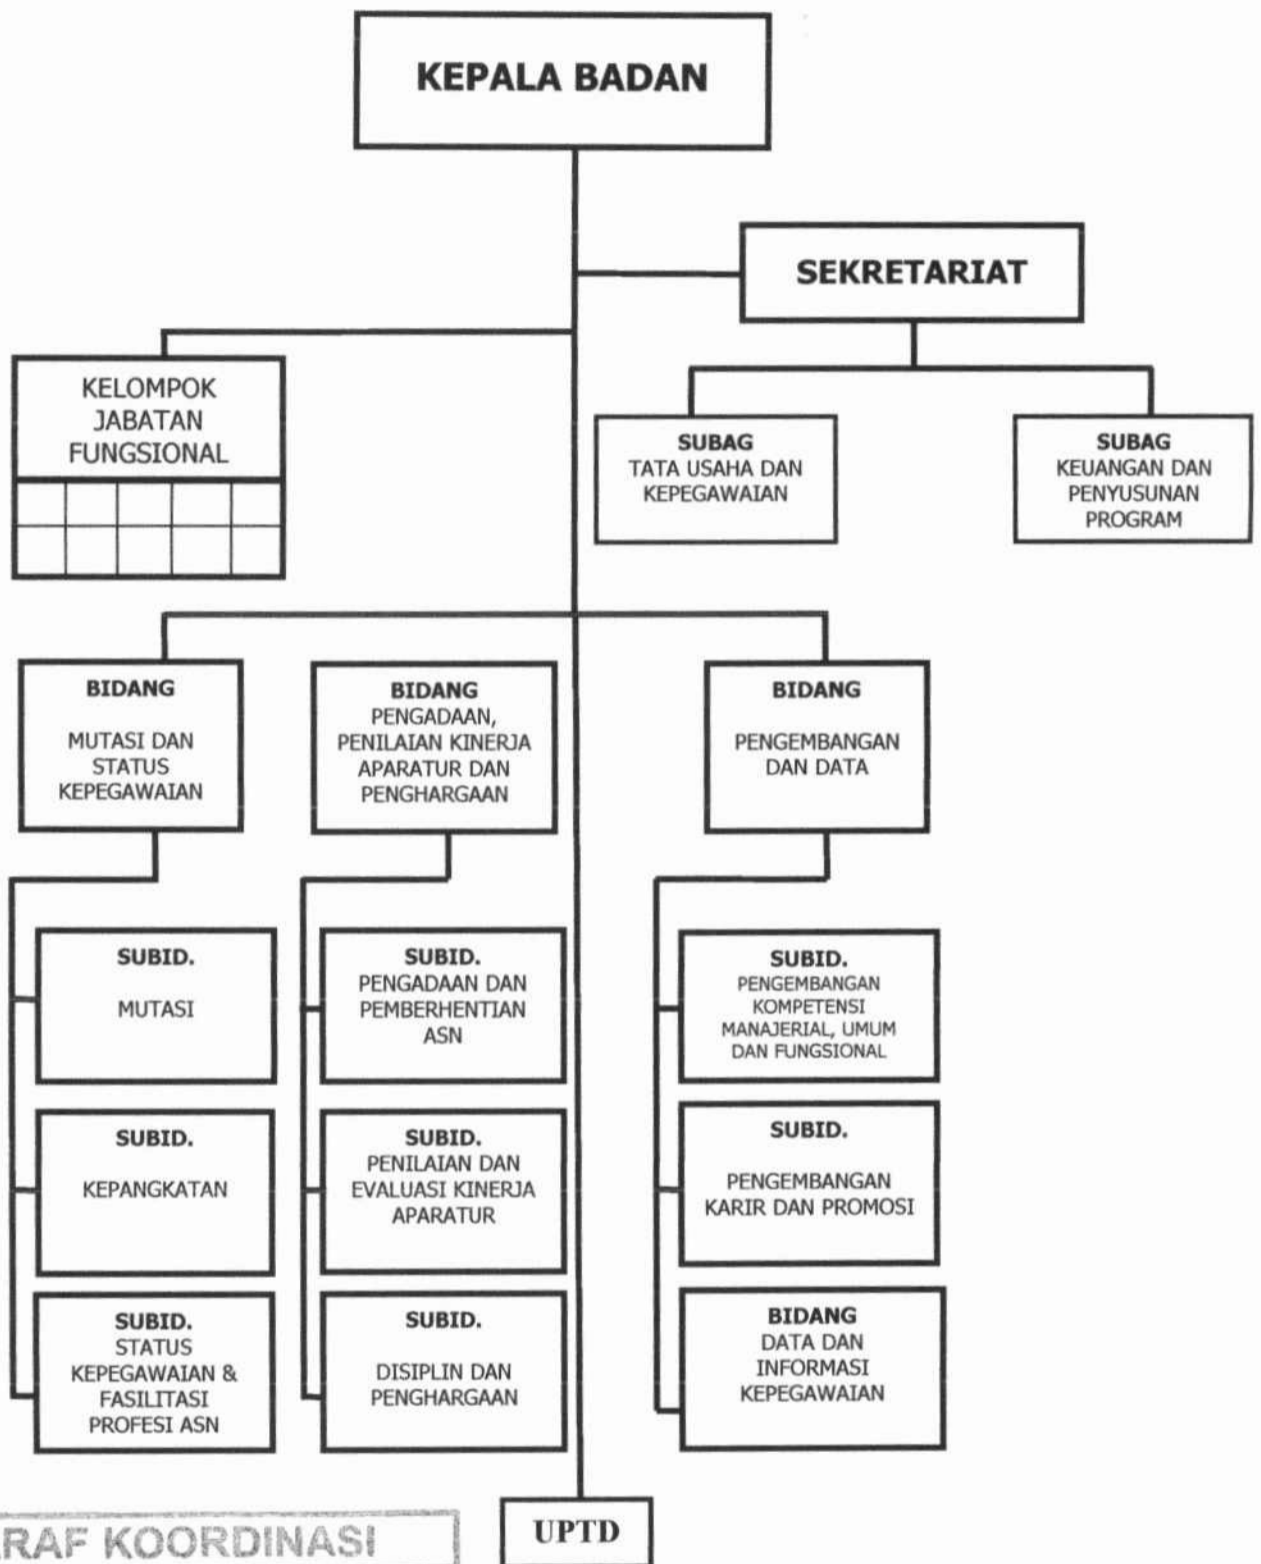 KEPALA BADAN
SEKRETARIAT
KELOMPOK
JABATAN
FUNGSIONAL
SUBAG
TATA USAHA DAN
KEPEGAWAIAN
SUBAG
KEUANGAN DAN
PENYUSUNAN
PROGRAM
BIDANG
MUTASI DAN
STATUS
KEPEGAWAIAN
BIDANG
PENGADAAN,
PENILAIAN KINERJA
APARATUR DAN
PENGHARGAAN
BIDANG
PENGEMBANGAN
DAN DATA
SUBID.
MUTASI
SUBID.
PENGADAAN DAN
PEMBERHENTIAN
ASN
SUBID.
PENGEMBANGAN
KOMPETENSI
MANAJERIAL, UMUM
DAN FUNGSIONAL
SUBID.
KEPANGKATAN
SUBID.
PENILAIAN DAN
EVALUASI KINERJA
APARATUR
SUBID.
PENGEMBANGAN
KARIR DAN PROMOSI
SUBID.
STATUS
KEPEGAWAIAN &
FASILITASI
PROFESI ASN
SUBID.
DISIPLIN DAN
PENGHARGAAN
BIDANG
DATA DAN
INFORMASI
KEPEGAWAIAN
UPTD
RAF KOORDINASI